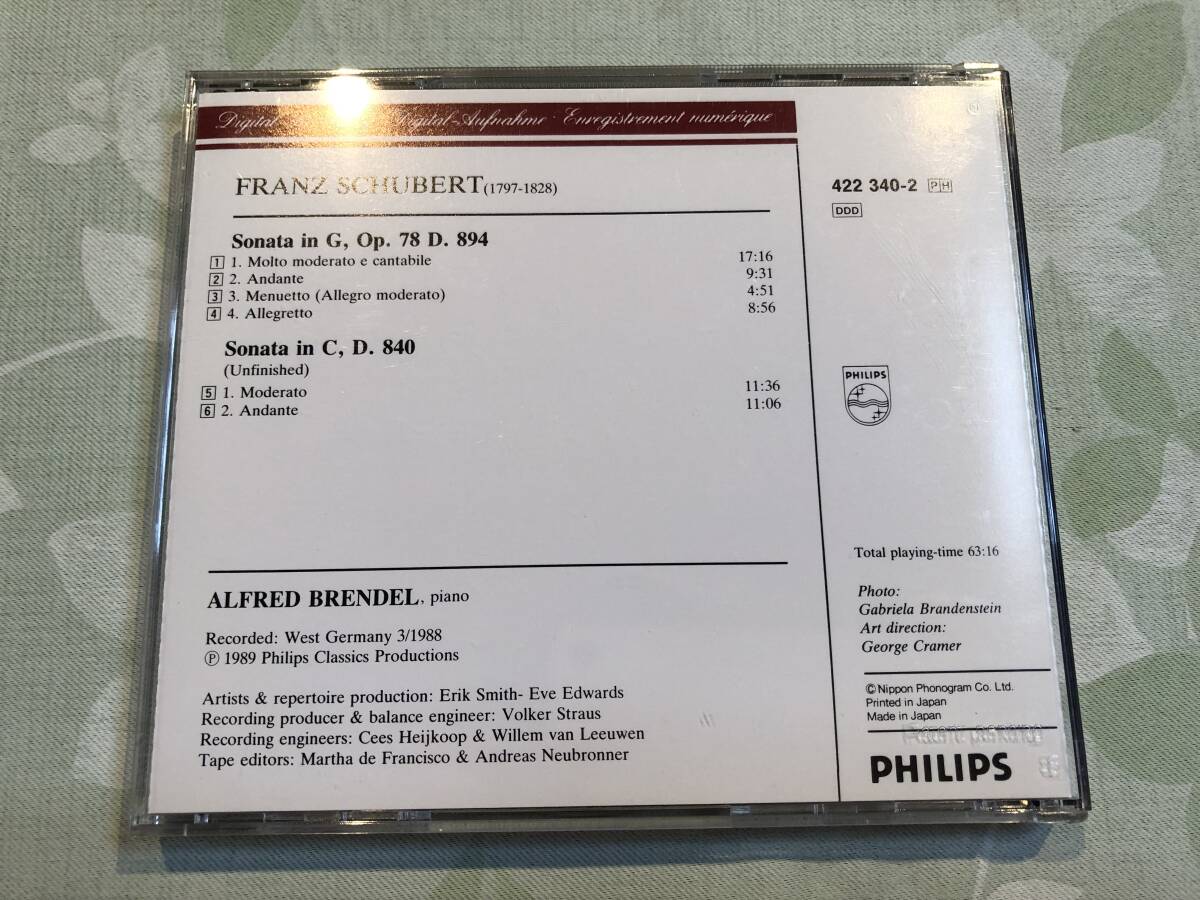 Digital Digital-Aufnahme · Enregistrement numérique
FRANZ SCHUBERT (1797-1828)
Sonata in G, Op. 78 D. 894
1 1. Molto moderato e cantabile 17:16
2 2. Andante 9:31
3 3. Menuetto (Allegro moderato) 4:51
4 4. Allegretto 8:56
Sonata in C, D. 840
(Unfinished)
5 1. Moderato 11:36
6 2. Andante 11:06
ALFRED BRENDEL, piano
Recorded: West Germany 3/1988
Ⓟ 1989 Philips Classics Productions
Artists & repertoire production: Erik Smith- Eve Edwards
Recording producer & balance engineer: Volker Straus
Recording engineers: Cees Heijkoop & Willem van Leeuwen
Tape editors: Martha de Francisco & Andreas Neubronner
422 340-2 PH
DDD
PHILIPS
Total playing-time 63:16
Photo:
Gabriela Brandenstein
Art direction:
George Cramer
© Nippon Phonogram Co. Ltd.
Printed in Japan
Made in Japan
PHILIPS